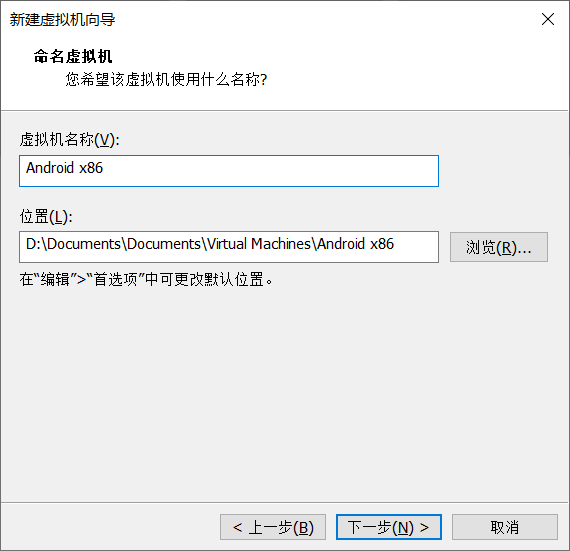 新建虚拟机向导
命名虚拟机
您希望该虚拟机使用什么名称?
虚拟机名称(V):
Android x86
位置(L):
D:\Documents\Documents\Virtual Machines\Android x86
浏览(R)...
在“编辑”>“首选项”中可更改默认位置。
< 上一步(B)
下一步(N) >
取消